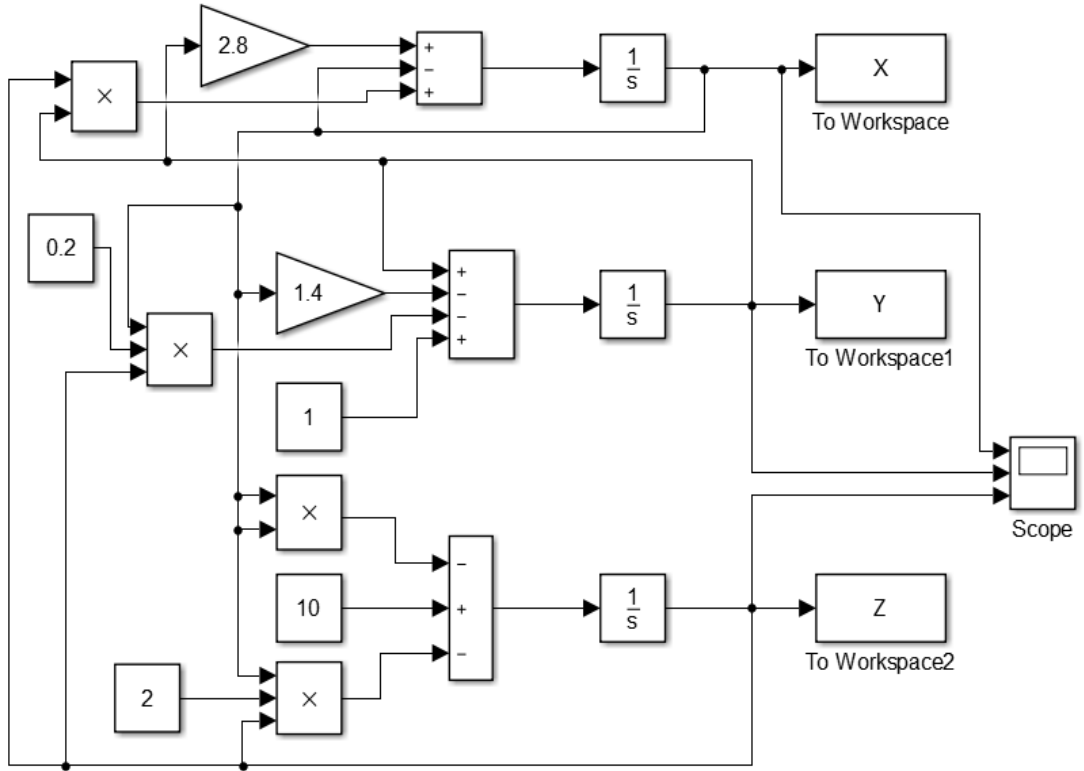 2.8
+
−
+
×
1
s
X
To Workspace
0.2
×
1.4
+
−
−
+
1
s
Y
To Workspace1
1
×
−
+
−
10
1
s
Z
To Workspace2
2
×
Scope